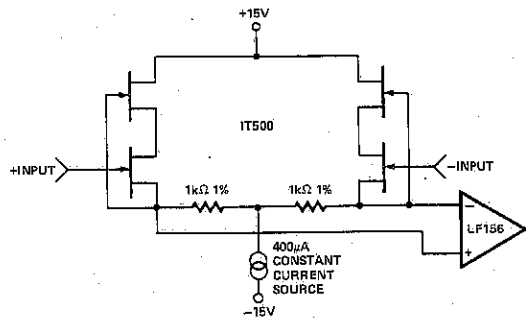 +15V
IT500
+INPUT
-INPUT
1kΩ 1%
1kΩ 1%
400μA
CONSTANT
CURRENT
SOURCE
-15V
-
LF156
+